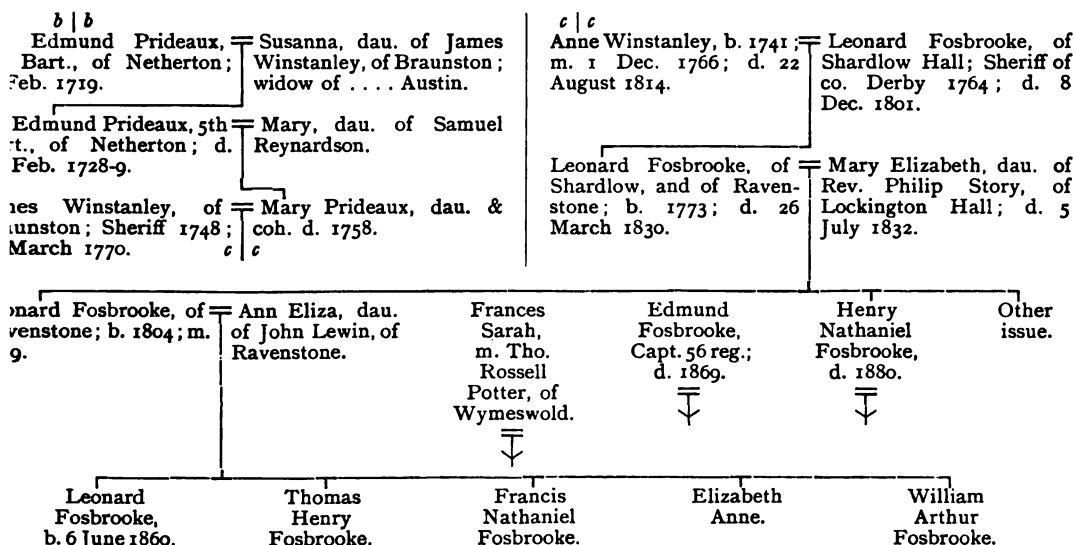 b | b
Edmund Prideaux,
Bart., of Netherton;
Feb. 1719.
Susanna, dau. of James
Winstanley, of Braunston;
widow of .... Austin.
Edmund Prideaux, 5th
rt., of Netherton; d.
Feb. 1728-9.
Mary, dau. of Samuel
Reynardson.
nes Winstanley, of
unston; Sheriff 1748;
March 1770.
Mary Prideaux, dau. &
coh. d. 1758.
c | c
c | c
Anne Winstanley, b. 1741;
m. 1 Dec. 1766; d. 22
August 1814.
Leonard Fosbrooke, of
Shardlow Hall; Sheriff of
co. Derby 1764; d. 8
Dec. 1801.
Leonard Fosbrooke, of
Shardlow, and of Raven-
stone; b. 1773; d. 26
March 1830.
Mary Elizabeth, dau. of
Rev. Philip Story, of
Lockington Hall; d. 5
July 1832.
onard Fosbrooke, of
venstone; b. 1804; m.
9.
Ann Eliza, dau.
of John Lewin, of
Ravenstone.
Frances
Sarah,
m. Tho.
Rossell
Potter, of
Wymeswold.
Edmund
Fosbrooke,
Capt. 56 reg.;
d. 1869.
Henry
Nathaniel
Fosbrooke,
d. 1880.
Other
issue.
Leonard
Fosbrooke,
b. 6 June 1860.
Thomas
Henry
Fosbrooke.
Francis
Nathaniel
Fosbrooke.
Elizabeth
Anne.
William
Arthur
Fosbrooke.